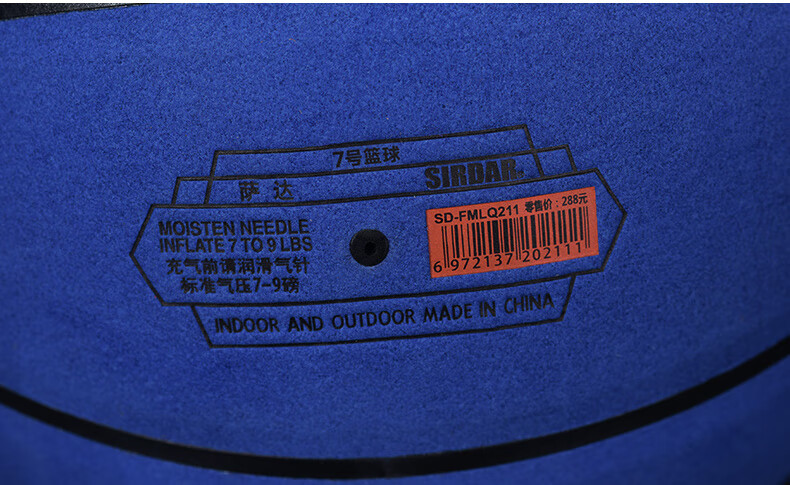 7号篮球
萨达 SIRDAR
MOISTEN NEEDLE
INFLATE 7 TO 9 LBS
充气前请润滑气针
标准气压7-9磅
SD-FMLQ211 零售价：288元
6 972137 202111
INDOOR AND OUTDOOR MADE IN CHINA